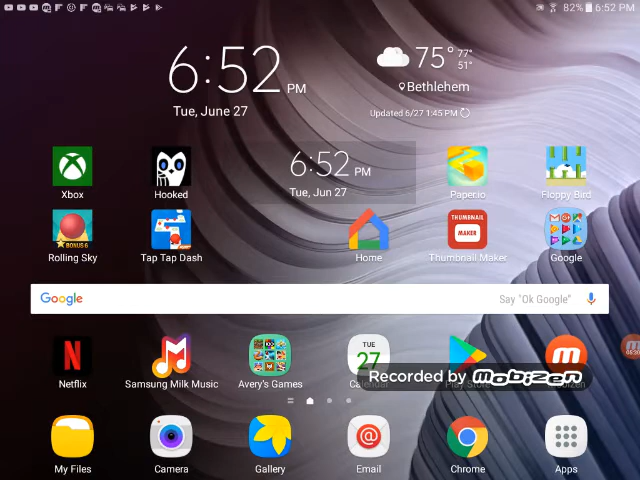 82% 6:52 PM
6:52 PM
Tue, June 27
75° 77° 51°
Bethlehem
Updated 6/27 1:45 PM
6:52 PM
Tue, Jun 27
Xbox
Hooked
Paper.io
Floppy Bird
BONUS 6
THUMBNAIL
MAKER
Rolling Sky
Tap Tap Dash
Home
Thumbnail Maker
Google
Google
Say "Ok Google"
N
TUE
27
m
Netflix
Samsung Milk Music
Avery's Games
Recorded by Mobizen
My Files
Camera
Gallery
Email
Chrome
Apps